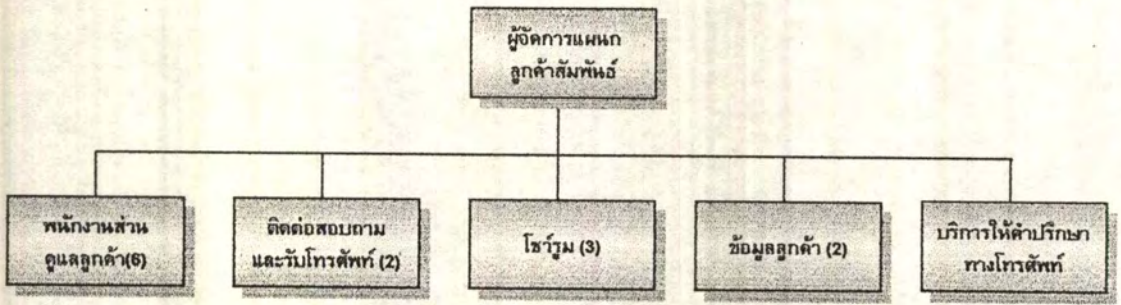 ผู้จัดการแผนก
ลูกค้าสัมพันธ์
พนักงานส่วน
ดูแลลูกค้า(6)
ติดต่อสอบถาม
และรับโทรศัพท์ (2)
โชว์รูม (3)
ข้อมูลลูกค้า (2)
บริการให้คำปรึกษา
ทางโทรศัพท์